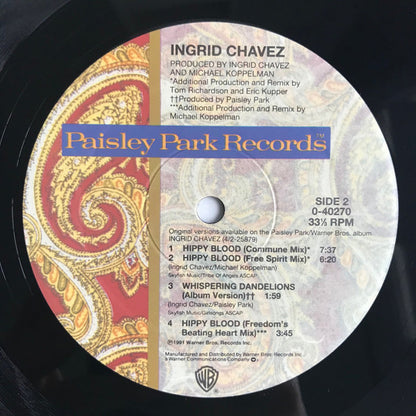 INGRID CHAVEZ
PRODUCED BY INGRID CHAVEZ
AND MICHAEL KOPPELMAN
*Additional Production and Remix by
Tom Richardson and Eric Kupper
††Produced by Paisley Park
***Additional Production and Remix by
Michael Koppelman
Paisley Park Records™
SIDE 2
0-40270
33⅓ RPM
Original versions available on the Paisley Park/Warner Bros. album
INGRID CHAVEZ (4/2-25879)
1 HIPPY BLOOD (Commune Mix)* 7:37
2 HIPPY BLOOD (Free Spirit Mix)* 6:20
(Ingrid Chavez/Michael Koppelman)
Skyfish Music/Tribe Of Angels ASCAP
3 WHISPERING DANDELIONS
(Album Version)†† 1:59
(Ingrid Chavez/Paisley Park)
Skyfish Music/Girlsongs ASCAP
4 HIPPY BLOOD (Freedom's
Beating Heart Mix)*** 3:45
℗1991 Warner Bros. Records Inc.
Manufactured and distributed by Warner Bros. Records Inc.
a Warner Communications Company
WB